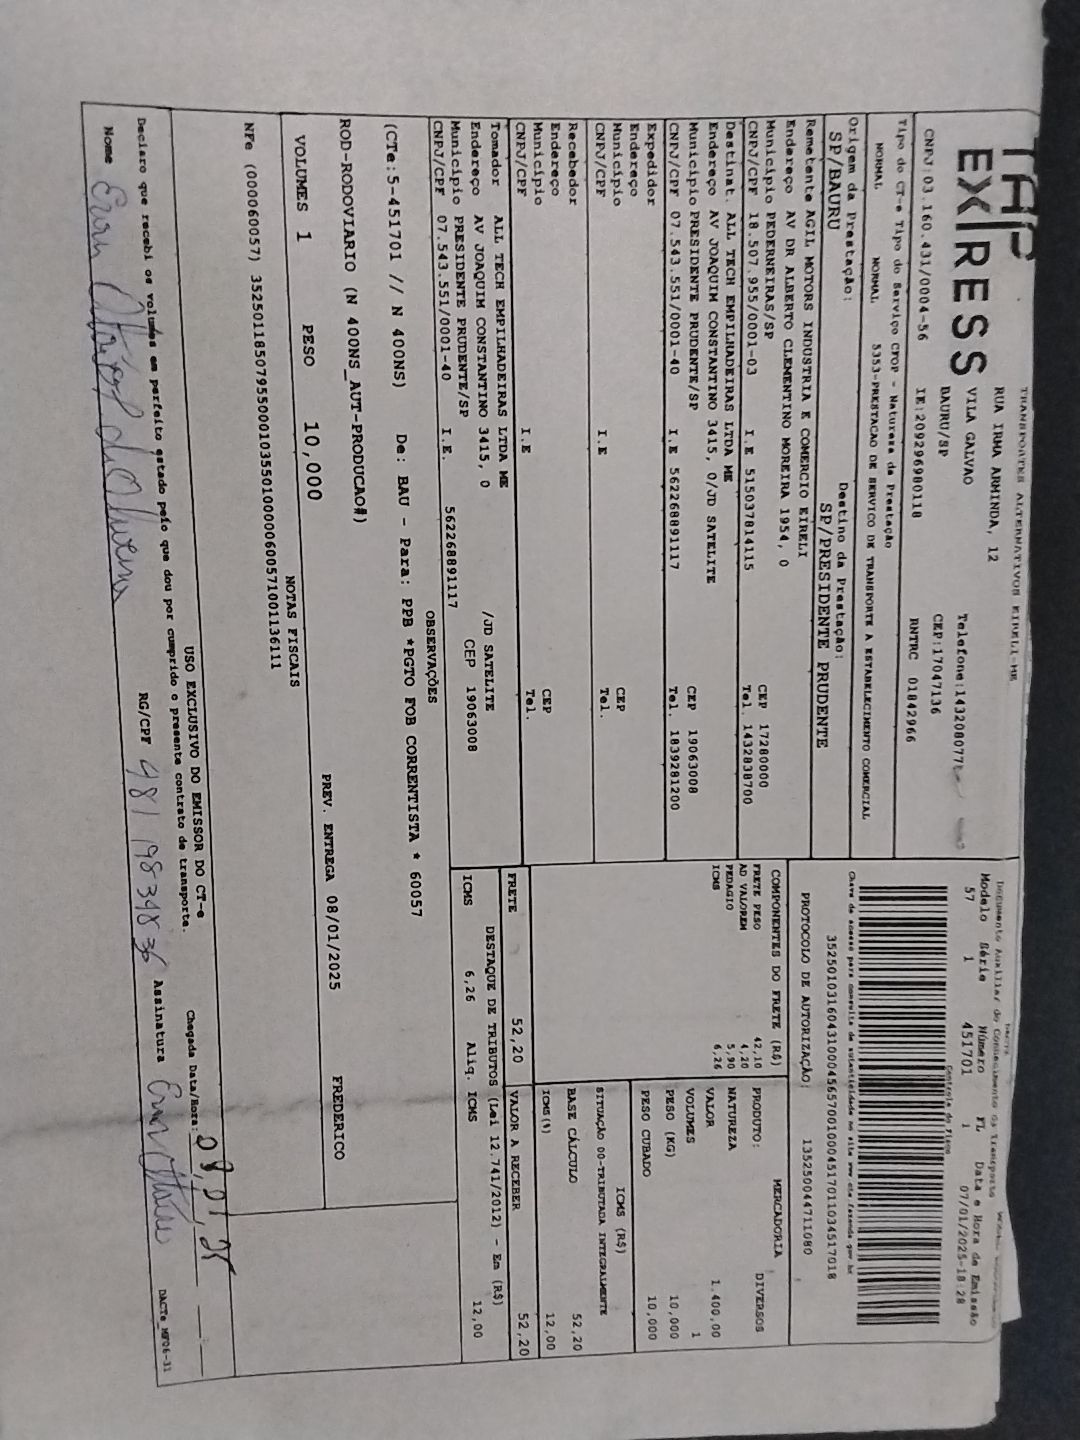 TAP
EXPRESS
TRANSPORTES ALTERNATIVOS EIRELI-ME
RUA IRMA ARMINDA, 12
VILA GALVAO
BAURU/SP
Telefone:1432080771
CEP:17047136
CNPJ:03.160.431/0004-56
IE:209296980118
RNTRC 01842966
Tipo do CT-e Tipo do Serviço CFOP - Natureza da Prestação
NORMAL NORMAL 5353-PRESTACAO DE SERVICO DE TRANSPORTE A ESTABELECIMENTO COMERCIAL
Origem da Prestação: Destino da Prestação:
SP/BAURU SP/PRESIDENTE PRUDENTE
DACTE
Documento Auxiliar do Conhecimento de Transporte
Modelo Série Número FL Data e Hora de Emissão
57 1 451701 1 07/01/2025-18:28
Controle do Fisco
Chave de acesso para consulta de autenticidade no site www.cte.fazenda.gov.br
35250103160431000456570010004517011034517018
PROTOCOLO DE AUTORIZAÇÃO: 135250044711080
Remetente AGIL MOTORS INDUSTRIA E COMERCIO EIRELI
Endereço AV DR ALBERTO CLEMENTINO MOREIRA 1954, 0
Município PEDERNEIRAS/SP CEP 17280000
CNPJ/CPF 18.507.955/0001-03 I.E 515037814115 Tel. 1432838700
Destinat. ALL TECH EMPILHADEIRAS LTDA ME
Endereço AV JOAQUIM CONSTANTINO 3415, 0/JD SATELITE
Município PRESIDENTE PRUDENTE/SP CEP 19063008
CNPJ/CPF 07.543.551/0001-40 I.E 562268891117 Tel. 1839281200
Expedidor
Endereço
Município CEP
CNPJ/CPF I.E Tel.
Recebedor
Endereço
Município CEP
CNPJ/CPF I.E Tel.
Tomador ALL TECH EMPILHADEIRAS LTDA ME
Endereço AV JOAQUIM CONSTANTINO 3415, 0 /JD SATELITE
Município PRESIDENTE PRUDENTE/SP CEP 19063008
CNPJ/CPF 07.543.551/0001-40 I.E. 562268891117
COMPONENTES DO FRETE (R$)
FRETE PESO 42,10
AD VALOREM 4,20
PEDAGIO 5,90
ICMS 6,26
MERCADORIA
PRODUTO: DIVERSOS
NATUREZA
VALOR 1.400,00
VOLUMES 1
PESO (KG) 10,000
PESO CUBADO 10,000
ICMS (R$)
SITUAÇÃO 00-TRIBUTADA INTEGRALMENTE
BASE CÁLCULO 52,20
ICMS(%) 12,00
FRETE 52,20 VALOR A RECEBER 52,20
DESTAQUE DE TRIBUTOS (Lei 12.741/2012) - Em (R$)
ICMS 6,26 Aliq. ICMS 12,00
OBSERVAÇÕES
(CTe:5-451701 // N 400NS) De: BAU - Para: PPB *PGTO FOB CORRENTISTA * 60057
ROD-RODOVIARIO (N 400NS_AUT-PRODUCAO#)
VOLUMES 1 PESO 10,000 PREV. ENTREGA 08/01/2025 FREDERICO
NOTAS FISCAIS
NFe (000060057) 35250118507955000103550100000600571001136111
USO EXCLUSIVO DO EMISSOR DO CT-e
Declaro que recebi os volumes em perfeito estado pelo que dou por cumprido o presente contrato de transporte.
Chegada Data/Hora: 08,01,25
Nome RG/CPF 48119834836 Assinatura
DACTe_MP06-31